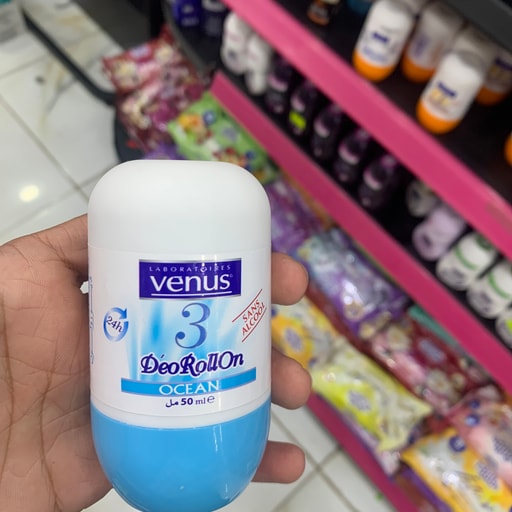 LABORATOIRES
venus
3
24h
SANS
ALCOOL
DéoRollOn
OCEAN
50 ml e مل